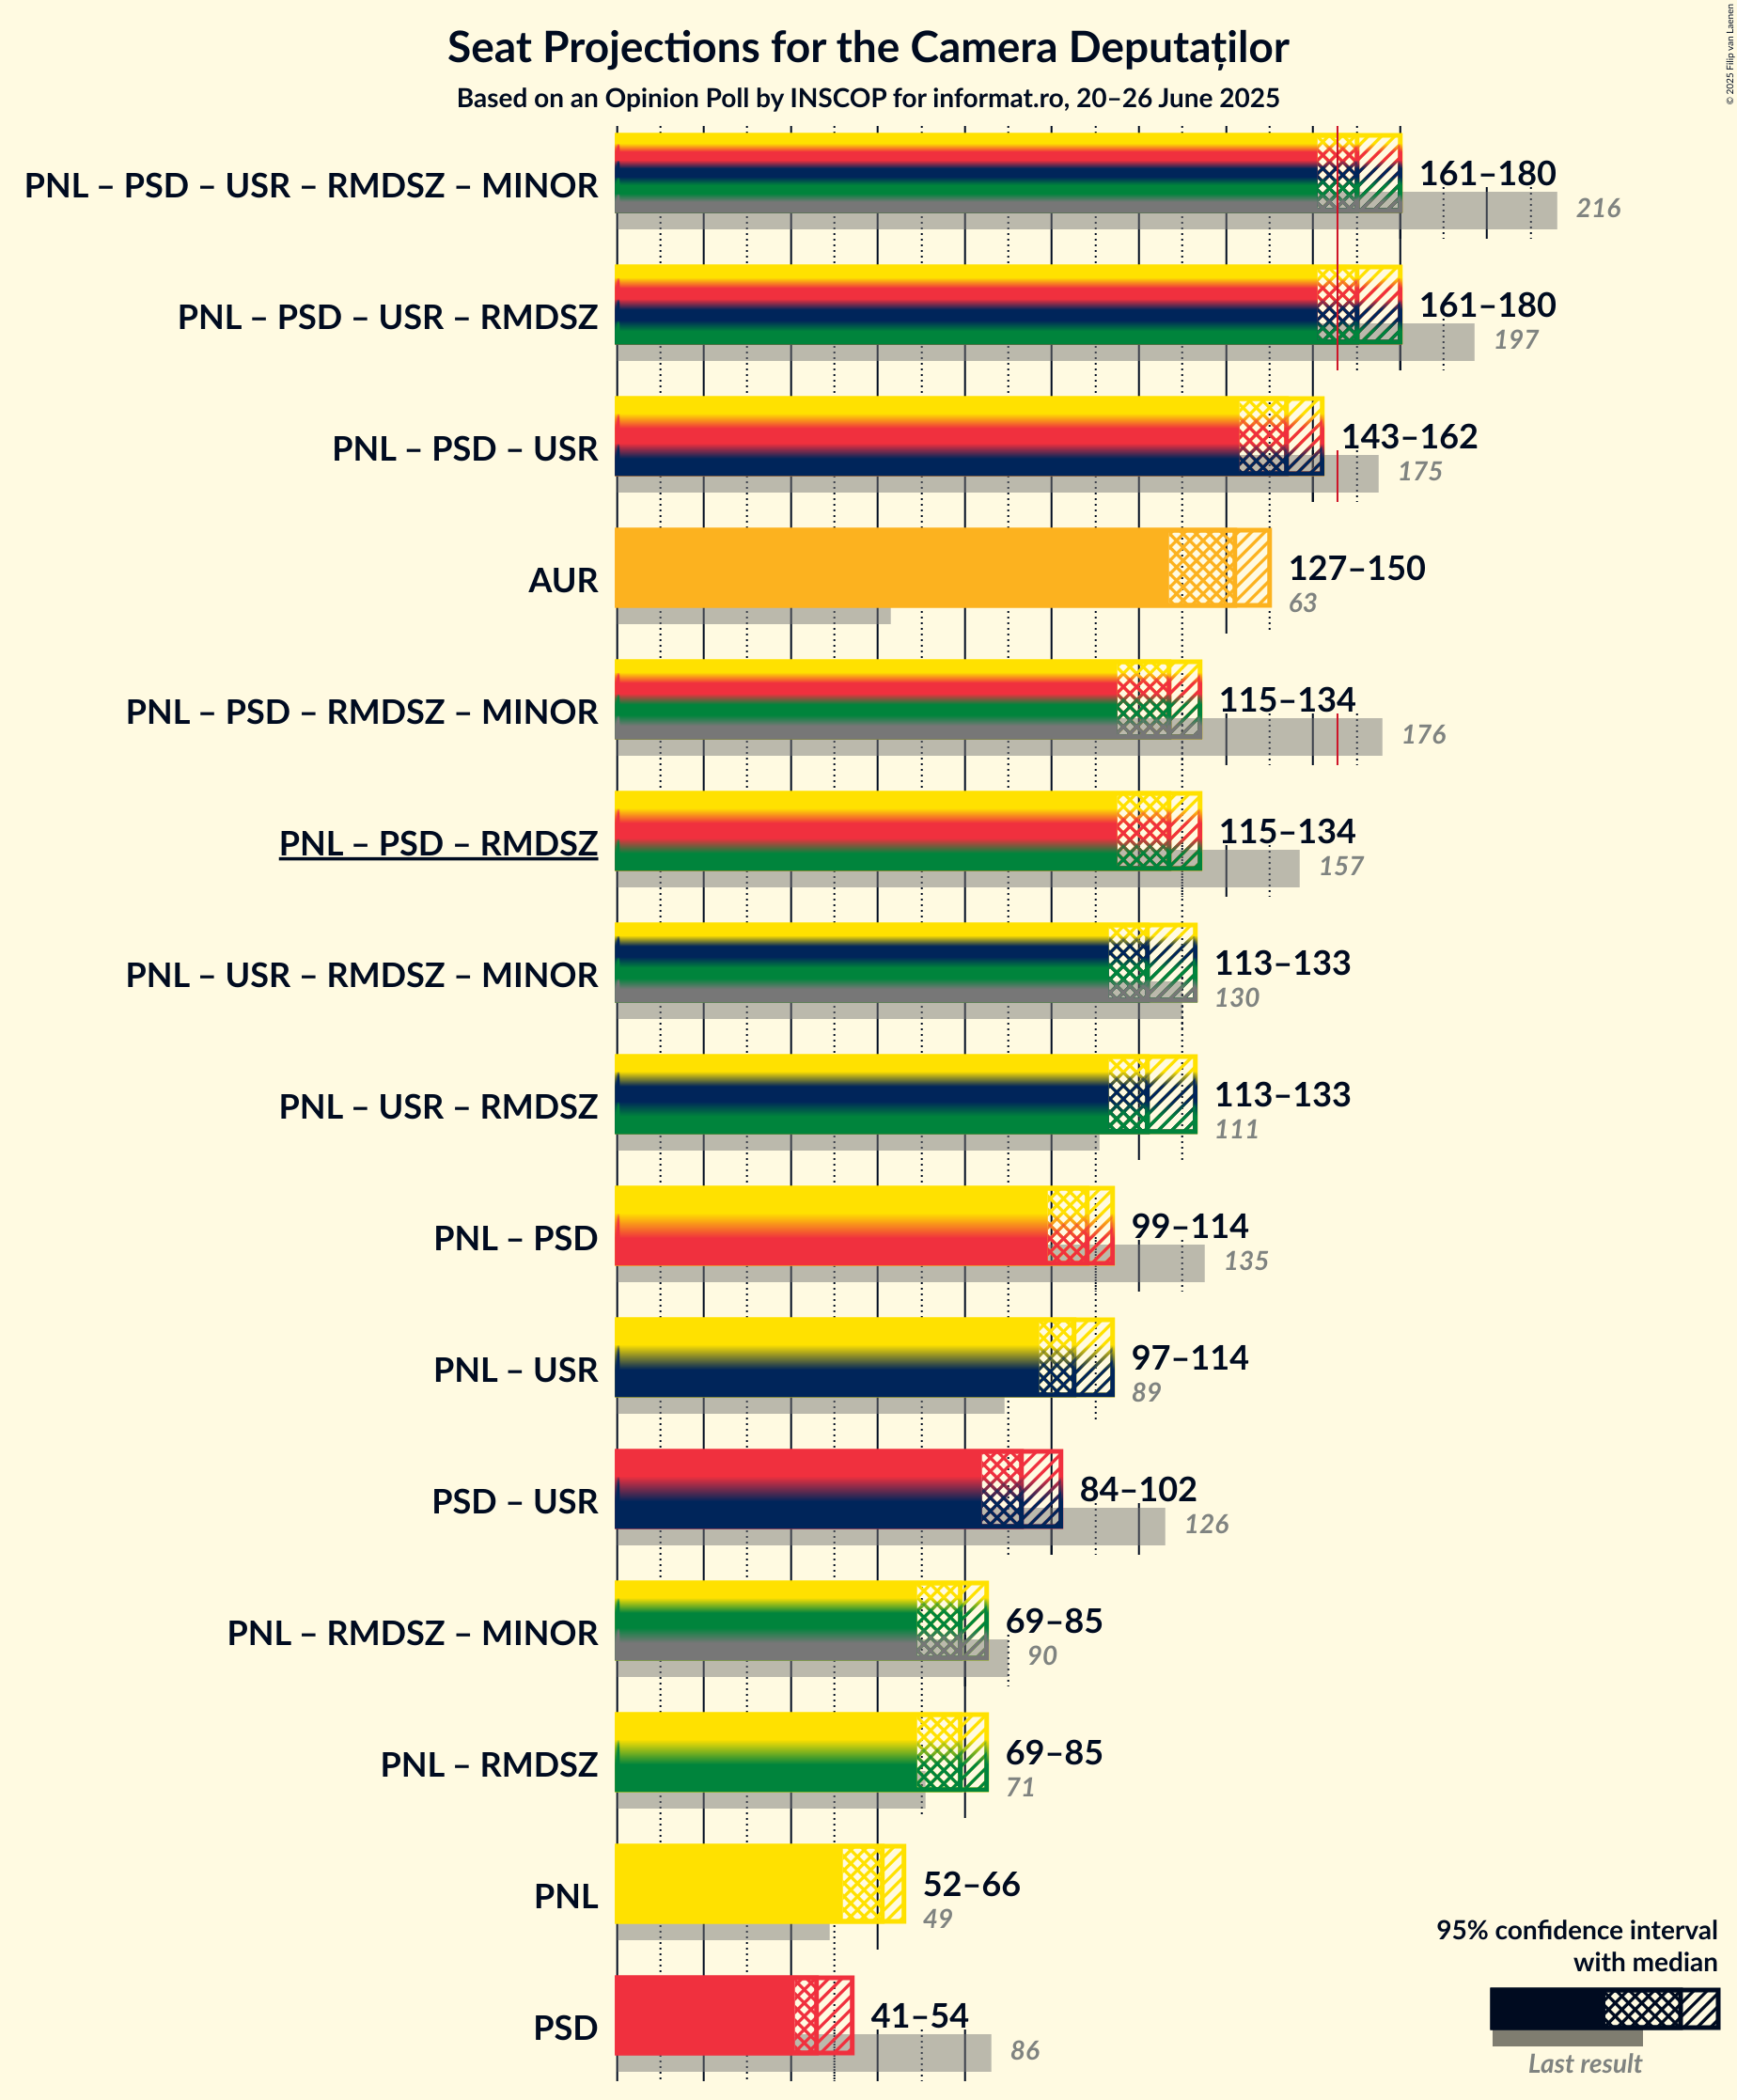 Seat Projections for the Camera Deputaților
Based on an Opinion Poll by INSCOP for informat.ro, 20–26 June 2025
© 2025 Filip van Laenen
PNL – PSD – USR – RMDSZ – MINOR
161–180
216
PNL – PSD – USR – RMDSZ
161–180
197
PNL – PSD – USR
143–162
175
AUR
127–150
63
PNL – PSD – RMDSZ – MINOR
115–134
176
PNL – PSD – RMDSZ
115–134
157
PNL – USR – RMDSZ – MINOR
113–133
130
PNL – USR – RMDSZ
113–133
111
PNL – PSD
99–114
135
PNL – USR
97–114
89
PSD – USR
84–102
126
PNL – RMDSZ – MINOR
69–85
90
PNL – RMDSZ
69–85
71
PNL
52–66
49
PSD
41–54
86
95% confidence interval
with median
Last result